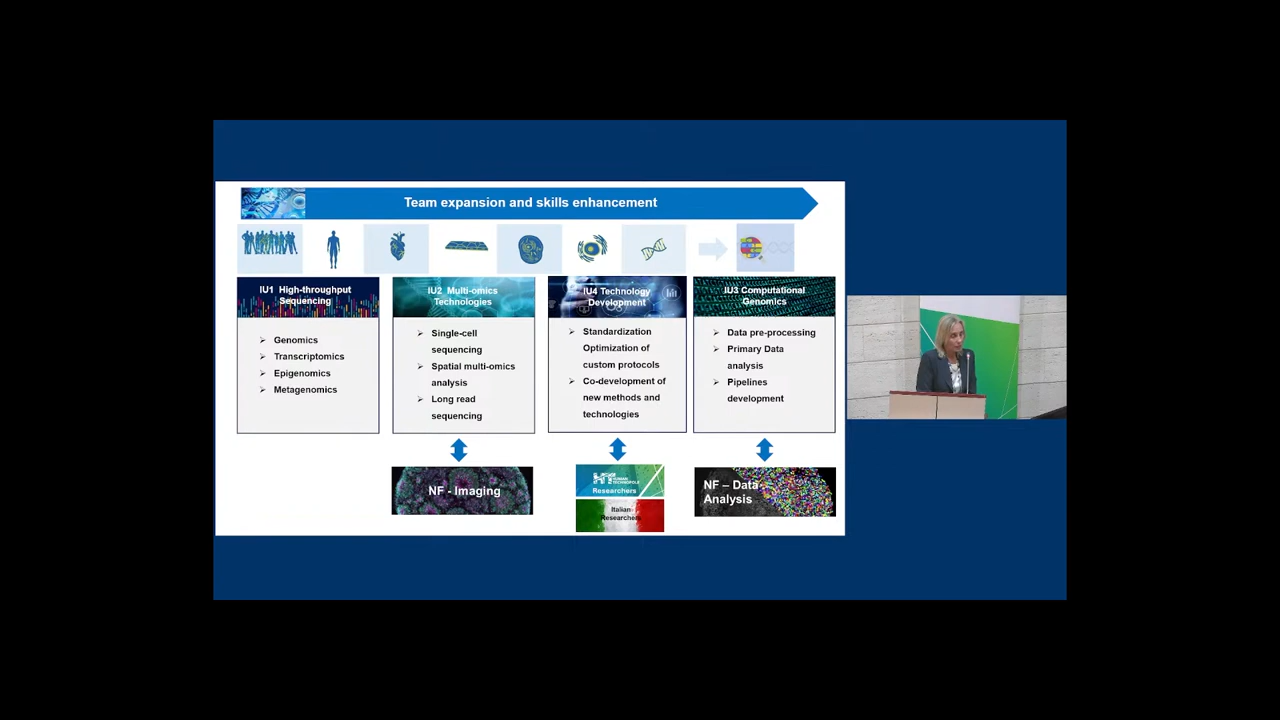 Team expansion and skills enhancement
IU1 High-throughput
Sequencing
Genomics
Transcriptomics
Epigenomics
Metagenomics
IU2 Multi-omics
Technologies
Single-cell
sequencing
Spatial multi-omics
analysis
Long read
sequencing
IU4 Technology
Development
Standardization
Optimization of
custom protocols
Co-development of
new methods and
technologies
IU3 Computational
Genomics
Data pre-processing
Primary Data
analysis
Pipelines
development
NF - Imaging
HUMAN
TECHNOPOLE
Researchers
Italian
Researchers
NF – Data
Analysis